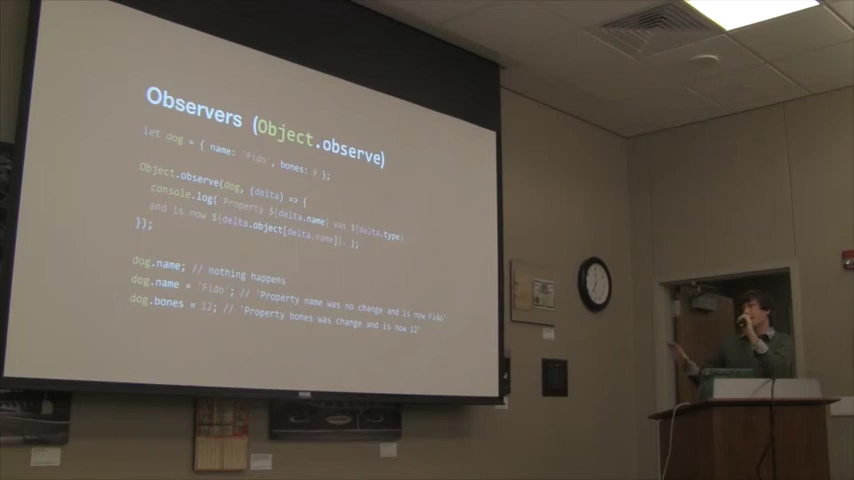 Observers (Object.observe)
let dog = { name: 'Fido', bones: 8 };
Object.observe(dog, (delta) => {
console.log( Property ${delta.name} was ${delta.type}
and is now ${delta.object[delta.name]}. );
});
dog.name; // nothing happens
dog.name = 'Fido'; // 'Property name was no change and is now Fido'
dog.bones = 12; // 'Property bones was change and is now 12'